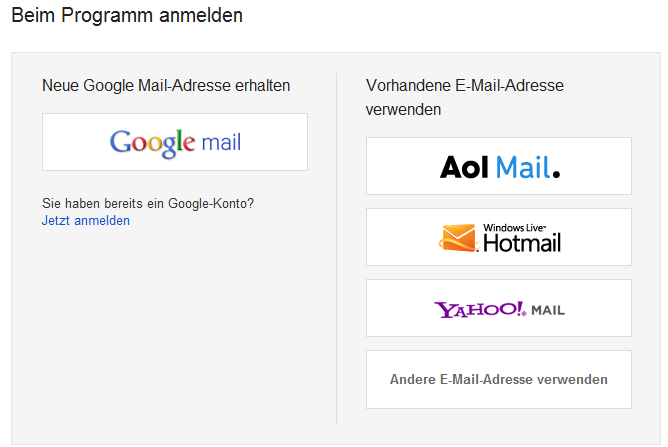 Beim Programm anmelden
Neue Google Mail-Adresse erhalten
Google mail
Sie haben bereits ein Google-Konto?
Jetzt anmelden
Vorhandene E-Mail-Adresse
verwenden
Aol Mail.
Windows Live™
Hotmail
YAHOO!® MAIL
Andere E-Mail-Adresse verwenden